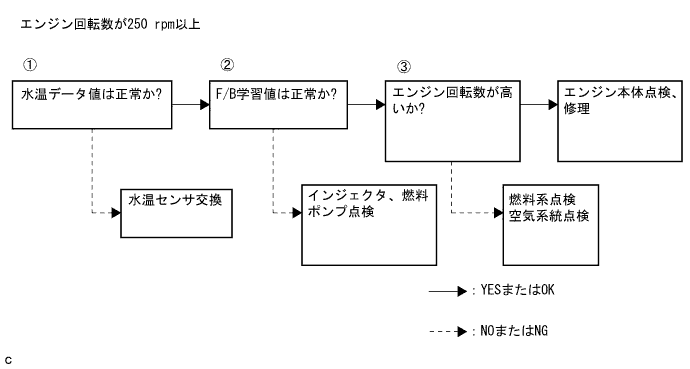 エンジン回転数が250 rpm以上
①
水温データ値は正常か?
②
F/B学習値は正常か?
③
エンジン回転数が高
いか?
エンジン本体点検、
修理
水温センサ交換
インジェクタ、燃料
ポンプ点検
燃料系点検
空気系統点検
：YESまたはOK
：NOまたはNG
c